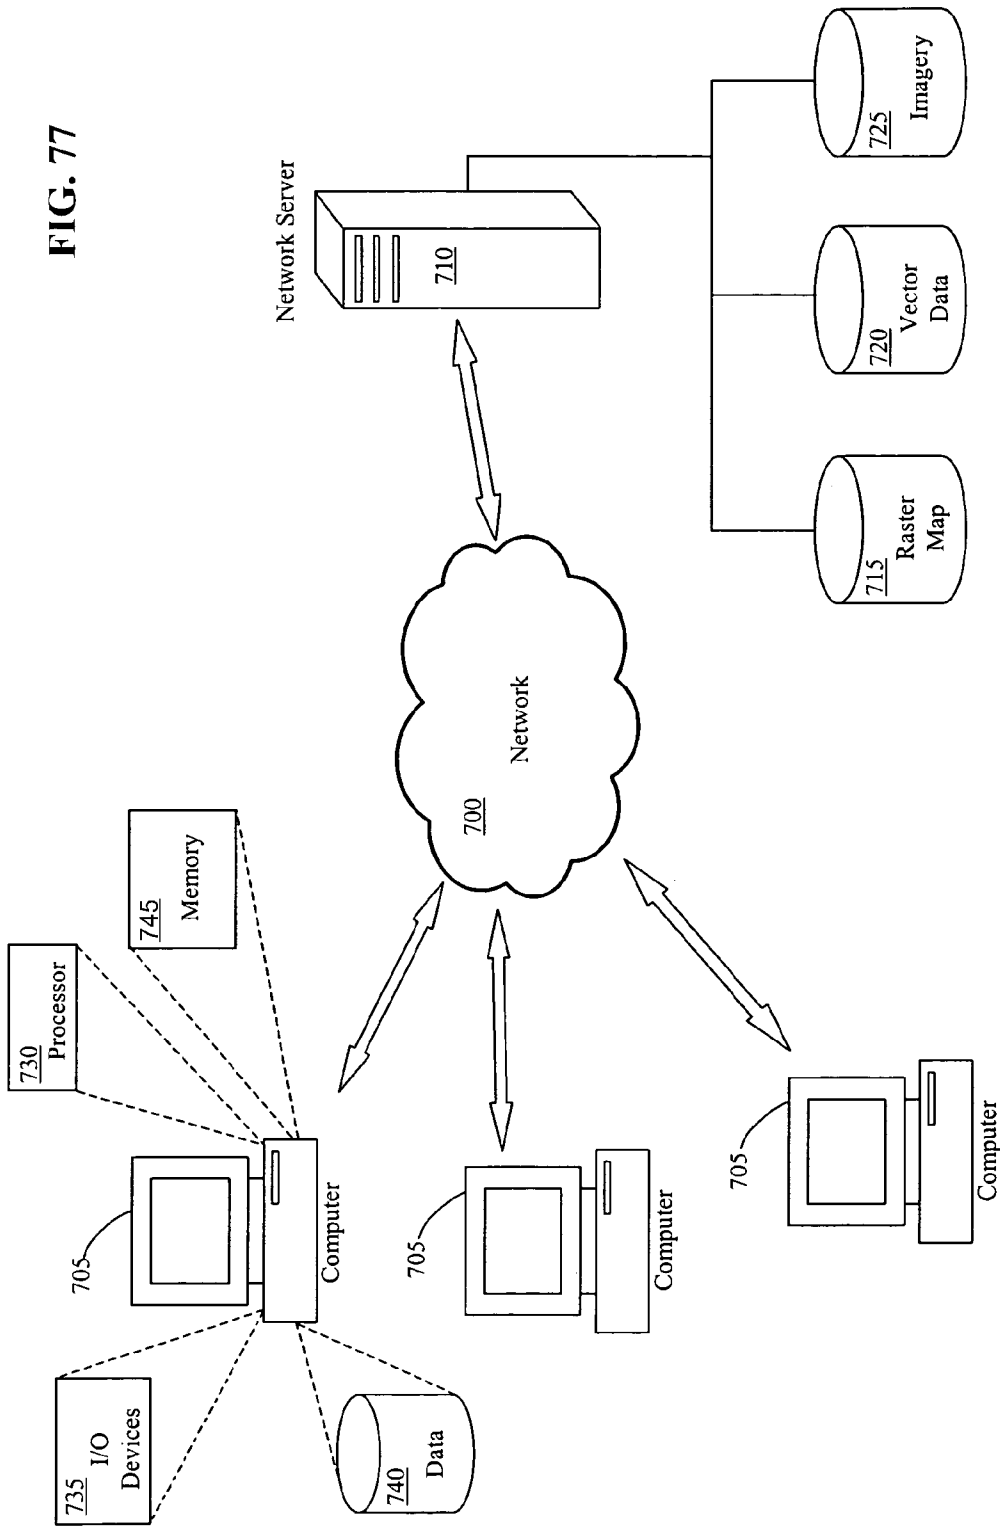 FIG. 77
735
I/O
Devices
730
Processor
745
Memory
740
Data
705
Computer
705
Computer
705
Computer
700
Network
Network Server
710
715
Raster
Map
720
Vector
Data
725
Imagery